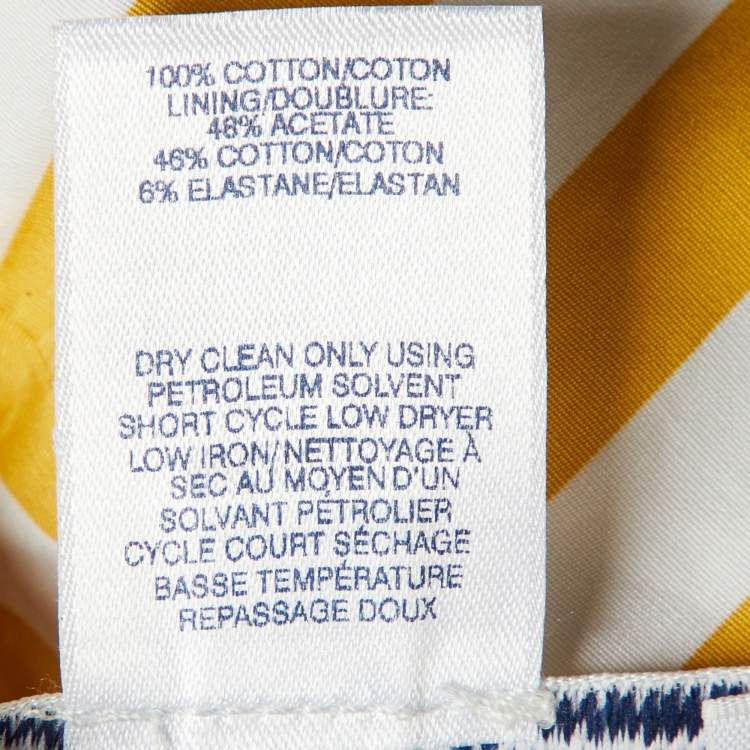 100% COTTON/COTON
LINING/DOUBLURE:
48% ACETATE
46% COTTON/COTON
6% ELASTANE/ELASTAN
DRY CLEAN ONLY USING
PETROLEUM SOLVENT
SHORT CYCLE LOW DRYER
LOW IRON/NETTOYAGE À
SEC AU MOYEN D'UN
SOLVANT PÉTROLIER
CYCLE COURT SÉCHAGE
BASSE TEMPÉRATURE
REPASSAGE DOUX